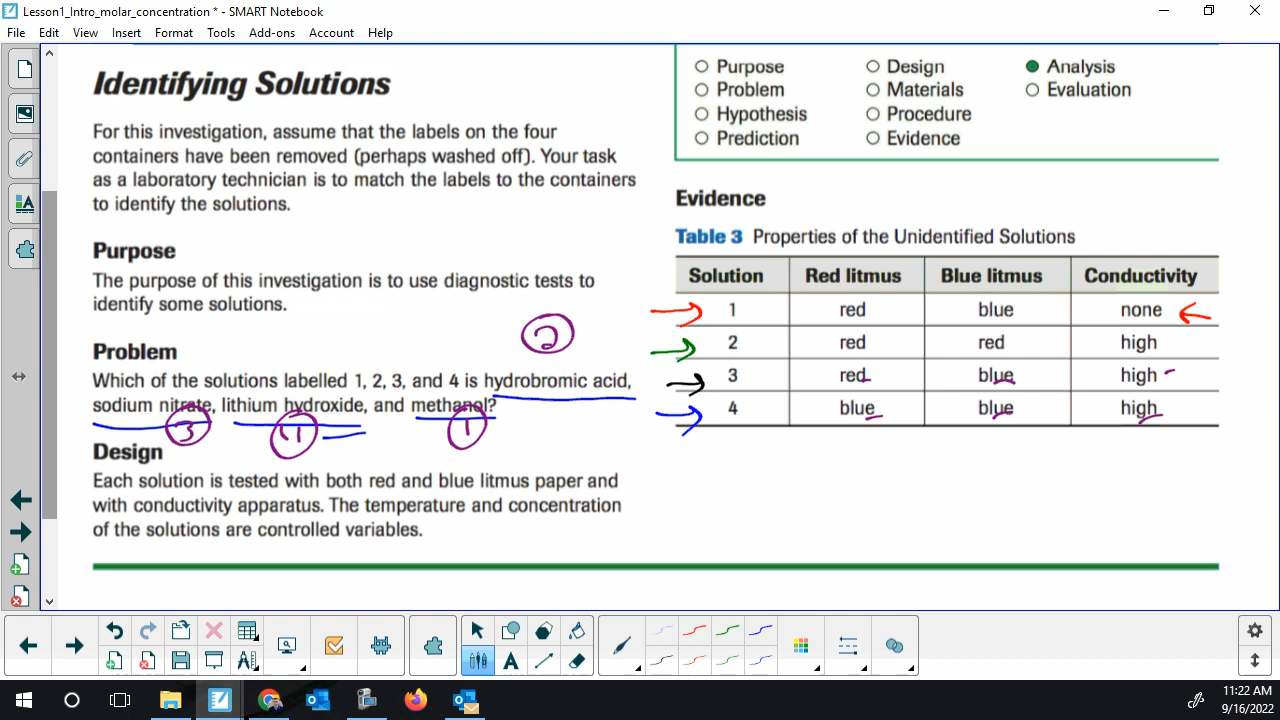 Lesson1_Intro_molar_concentration * - SMART Notebook
File Edit View Insert Format Tools Add-ons Account Help
Identifying Solutions
For this investigation, assume that the labels on the four
containers have been removed (perhaps washed off). Your task
as a laboratory technician is to match the labels to the containers
to identify the solutions.
Purpose
The purpose of this investigation is to use diagnostic tests to
identify some solutions.
2
Problem
Which of the solutions labelled 1, 2, 3, and 4 is hydrobromic acid,
sodium nitrate, lithium hydroxide, and methanol?
3 4 1
Design
Each solution is tested with both red and blue litmus paper and
with conductivity apparatus. The temperature and concentration
of the solutions are controlled variables.
Purpose Design Analysis
Problem Materials Evaluation
Hypothesis Procedure
Prediction Evidence
Evidence
Table 3 Properties of the Unidentified Solutions
Solution Red litmus Blue litmus Conductivity
1 red blue none
2 red red high
3 red blue high
4 blue blue high
A
A
11:22 AM
9/16/2022